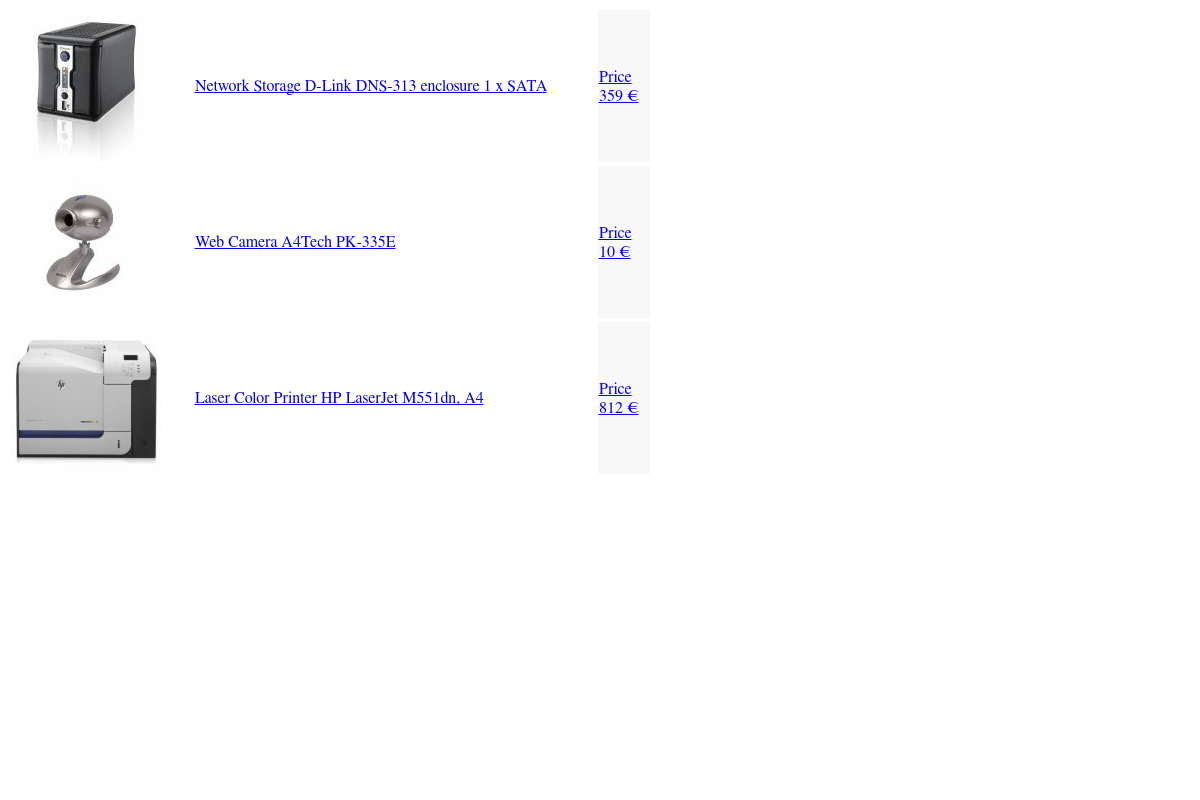 Network Storage D-Link DNS-313 enclosure 1 x SATA
Price
359 €
Web Camera A4Tech PK-335E
Price
10 €
hp
Laser Color Printer HP LaserJet M551dn, A4
Price
812 €